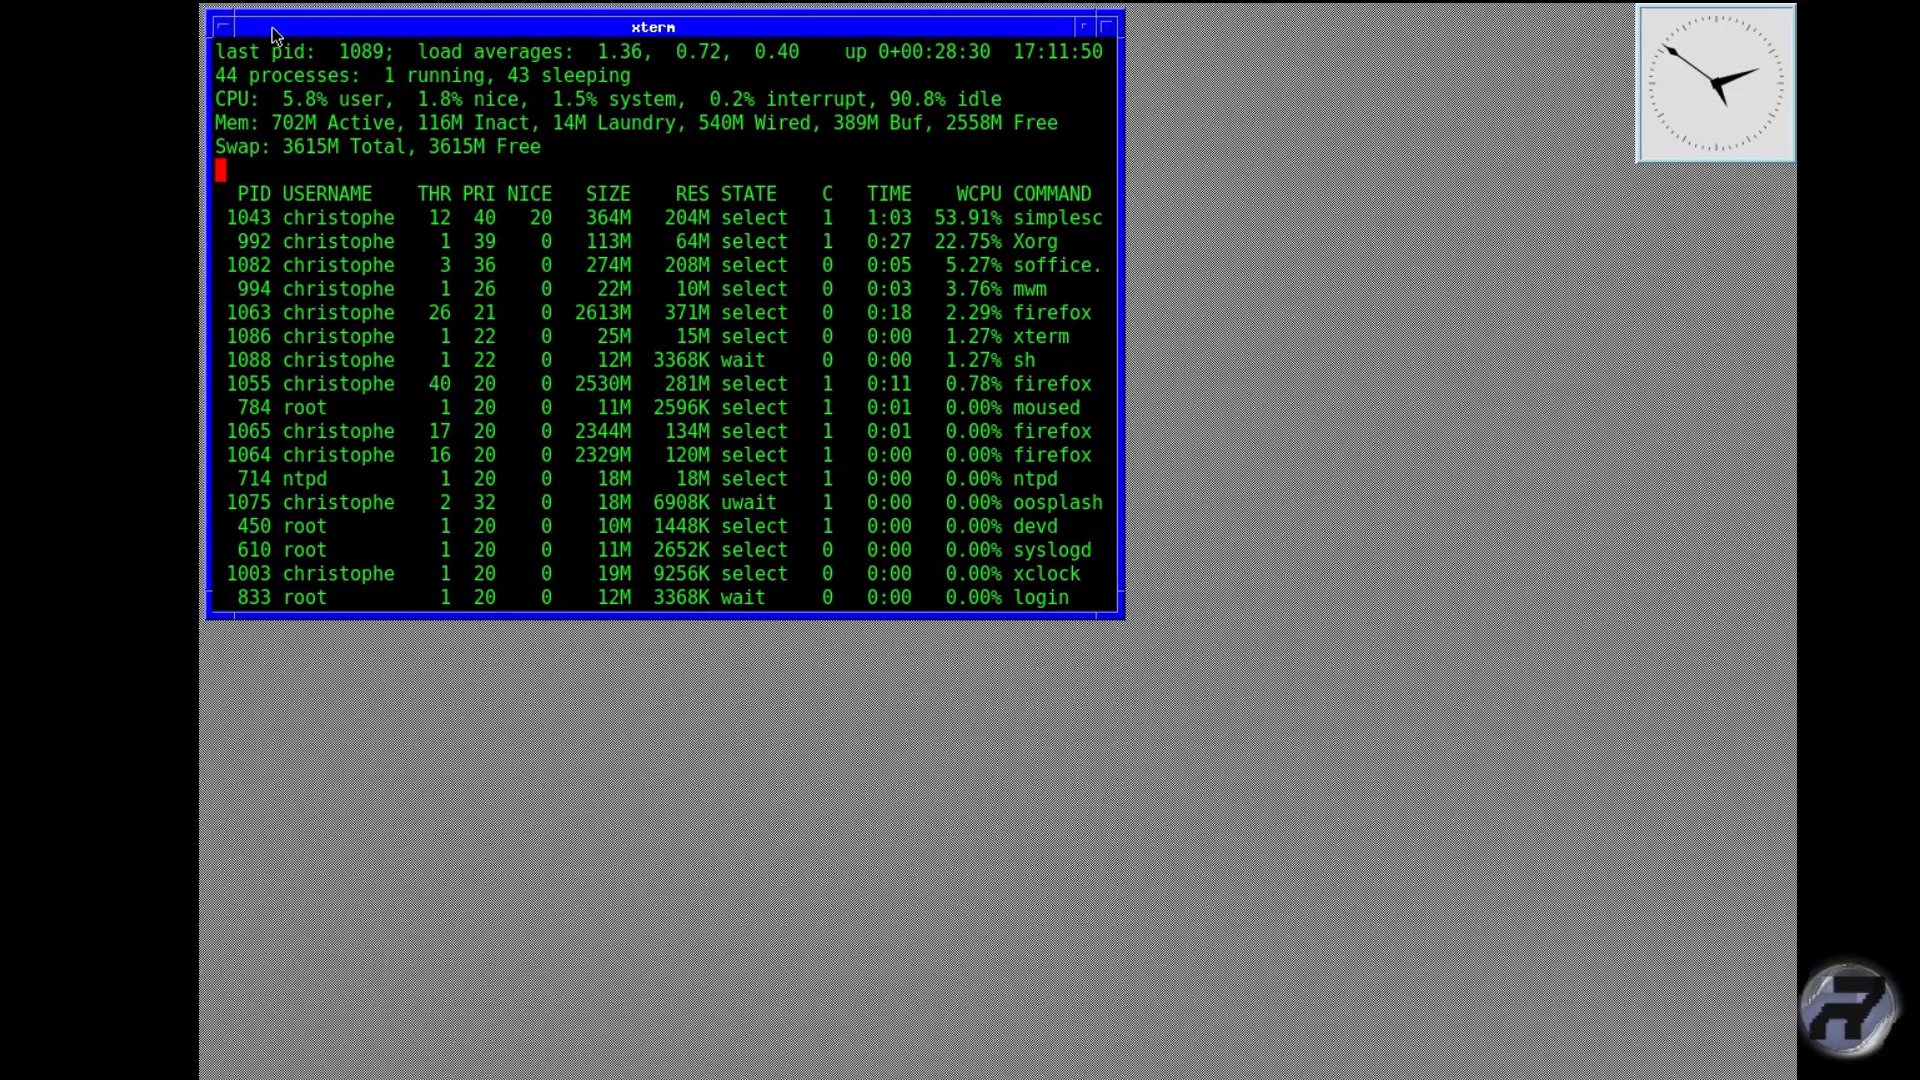 xterm
last pid:  1089;  load averages:  1.36,  0.72,  0.40    up 0+00:28:30  17:11:50
44 processes:  1 running, 43 sleeping
CPU:  5.8% user,  1.8% nice,  1.5% system,  0.2% interrupt, 90.8% idle
Mem: 702M Active, 116M Inact, 14M Laundry, 540M Wired, 389M Buf, 2558M Free
Swap: 3615M Total, 3615M Free
PID USERNAME    THR PRI NICE   SIZE    RES STATE    C   TIME    WCPU COMMAND
1043 christophe   12  40   20   364M   204M select   1   1:03  53.91% simplesc
992 christophe    1  39    0   113M    64M select   1   0:27  22.75% Xorg
1082 christophe    3  36    0   274M   208M select   0   0:05   5.27% soffice.
994 christophe    1  26    0    22M    10M select   0   0:03   3.76% mwm
1063 christophe   26  21    0  2613M   371M select   0   0:18   2.29% firefox
1086 christophe    1  22    0    25M    15M select   0   0:00   1.27% xterm
1088 christophe    1  22    0    12M  3368K wait     0   0:00   1.27% sh
1055 christophe   40  20    0  2530M   281M select   1   0:11   0.78% firefox
784 root          1  20    0    11M  2596K select   1   0:01   0.00% moused
1065 christophe   17  20    0  2344M   134M select   1   0:01   0.00% firefox
1064 christophe   16  20    0  2329M   120M select   1   0:00   0.00% firefox
714 ntpd          1  20    0    18M    18M select   1   0:00   0.00% ntpd
1075 christophe    2  32    0    18M  6908K uwait    1   0:00   0.00% oosplash
450 root          1  20    0    10M  1448K select   1   0:00   0.00% devd
610 root          1  20    0    11M  2652K select   0   0:00   0.00% syslogd
1003 christophe    1  20    0    19M  9256K select   0   0:00   0.00% xclock
833 root          1  20    0    12M  3368K wait     0   0:00   0.00% login